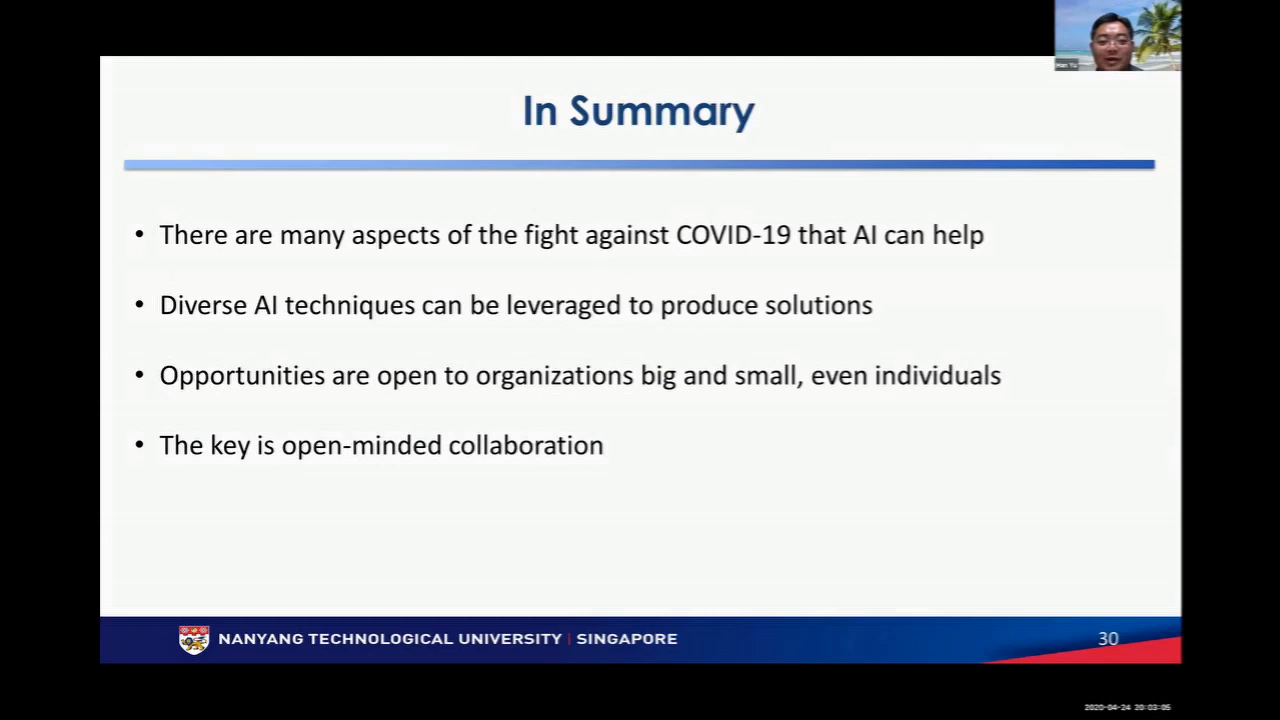 Han Yu
In Summary
• There are many aspects of the fight against COVID-19 that AI can help
• Diverse AI techniques can be leveraged to produce solutions
• Opportunities are open to organizations big and small, even individuals
• The key is open-minded collaboration
NANYANG TECHNOLOGICAL UNIVERSITY | SINGAPORE
30
2020-04-24 20:03:05